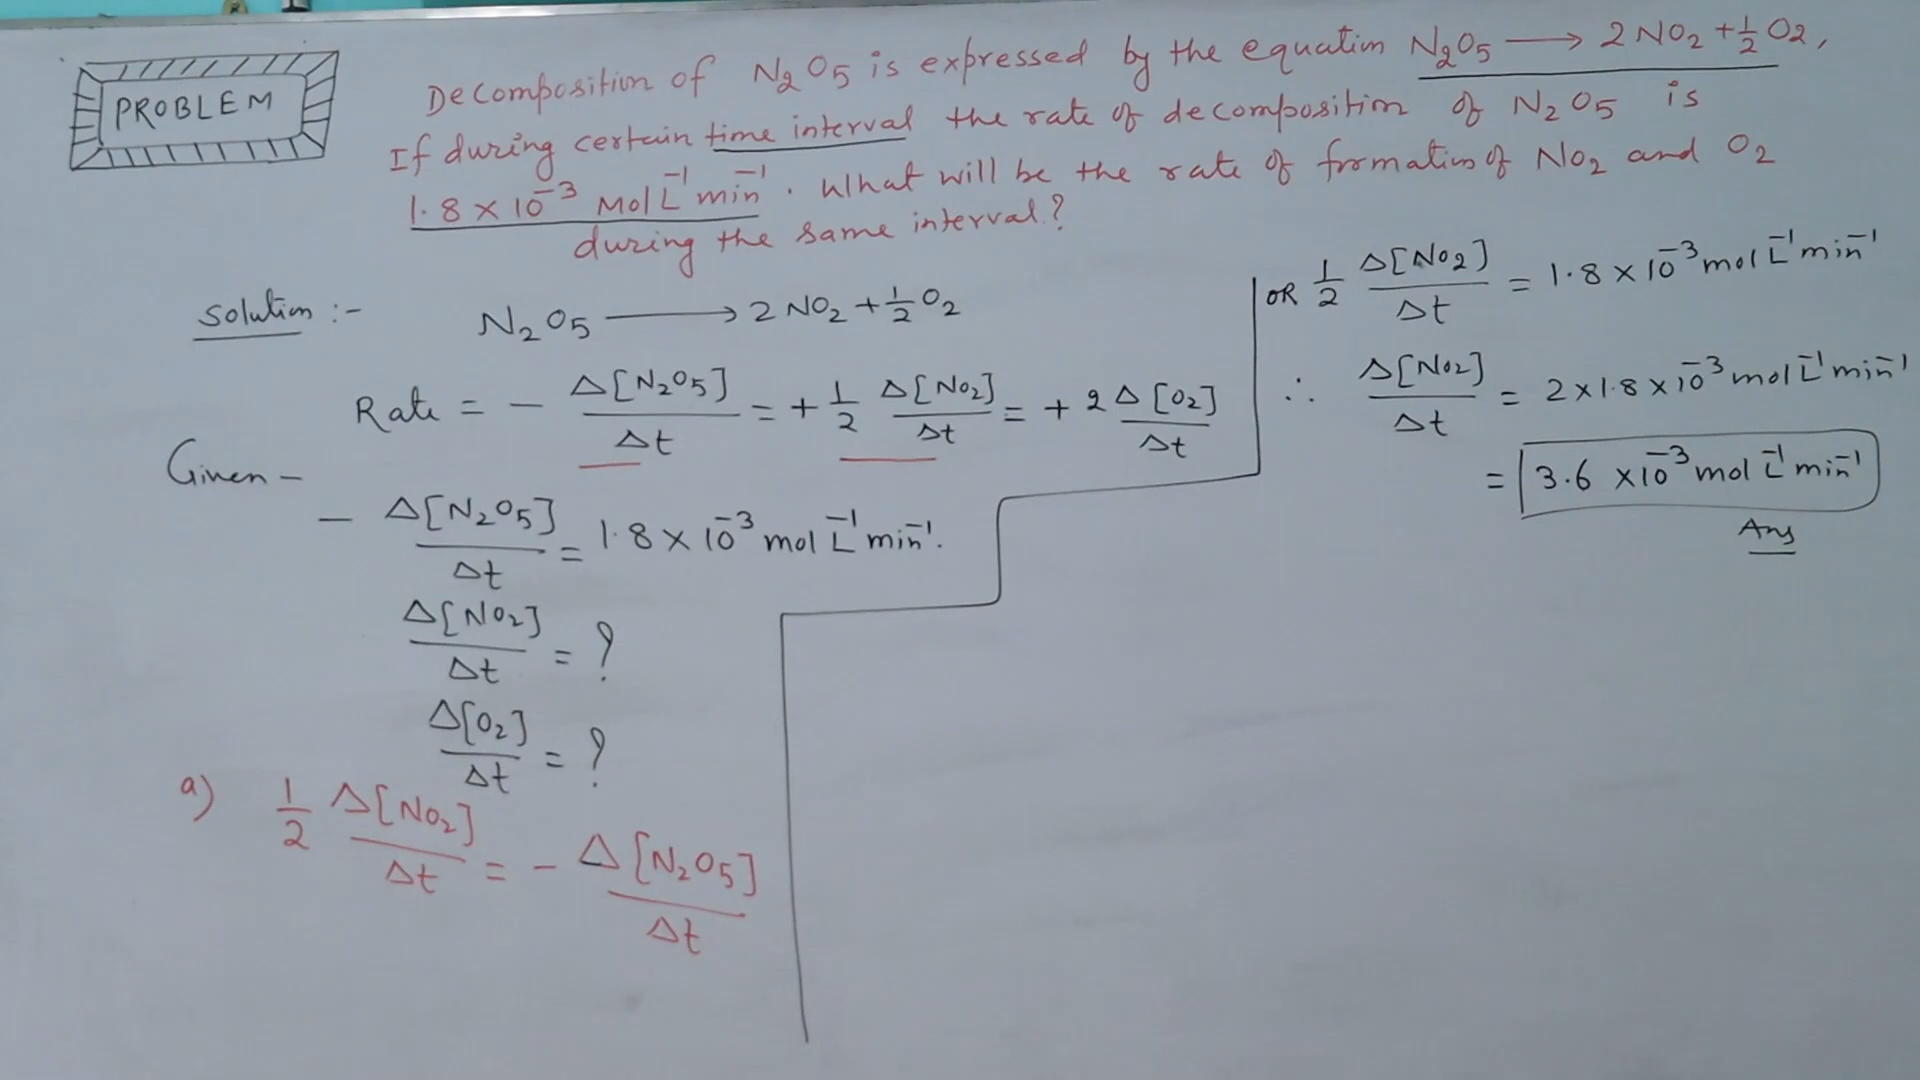 PROBLEM
Decomposition of N₂O₅ is expressed by the equation N₂O₅ ⟶ 2NO₂ + ½O₂,
If during certain time interval the rate of decomposition of N₂O₅ is
1.8 × 10⁻³ mol L⁻¹ min⁻¹. What will be the rate of fromation of NO₂ and O₂
during the same interval?
Solution :-
N₂O₅ ⟶ 2NO₂ + ½O₂
Rate = - Δ[N₂O₅]/Δt = + 1/2 Δ[NO₂]/Δt = + 2Δ[O₂]/Δt
Given -
- Δ[N₂O₅]/Δt = 1.8 × 10⁻³ mol L⁻¹ min⁻¹.
Δ[NO₂]/Δt = ?
Δ[O₂]/Δt = ?
a) 1/2 Δ[NO₂]/Δt = - Δ[N₂O₅]/Δt
OR 1/2 Δ[NO₂]/Δt = 1.8 × 10⁻³ mol L⁻¹ min⁻¹
∴ Δ[NO₂]/Δt = 2 × 1.8 × 10⁻³ mol L⁻¹ min⁻¹
= 3.6 × 10⁻³ mol L⁻¹ min⁻¹
Ans